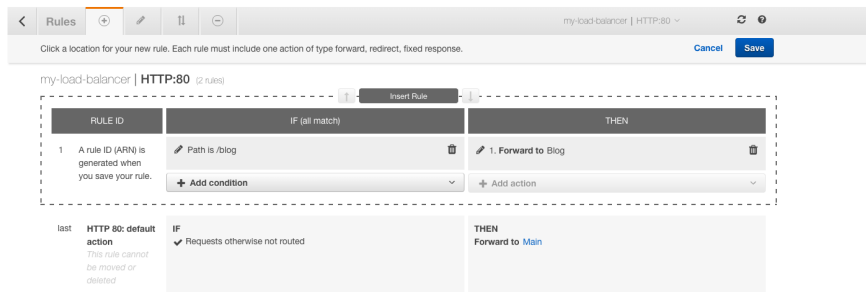 Rules
my-load-balancer | HTTP:80
Click a location for your new rule. Each rule must include one action of type forward, redirect, fixed response.
Cancel
Save
my-load-balancer | HTTP:80 (2 rules)
Insert Rule
RULE ID
IF (all match)
THEN
1
A rule ID (ARN) is
generated when
you save your rule.
Path is /blog
Add condition
1. Forward to Blog
Add action
last
HTTP 80: default
action
This rule cannot
be moved or
deleted
IF
Requests otherwise not routed
THEN
Forward to Main